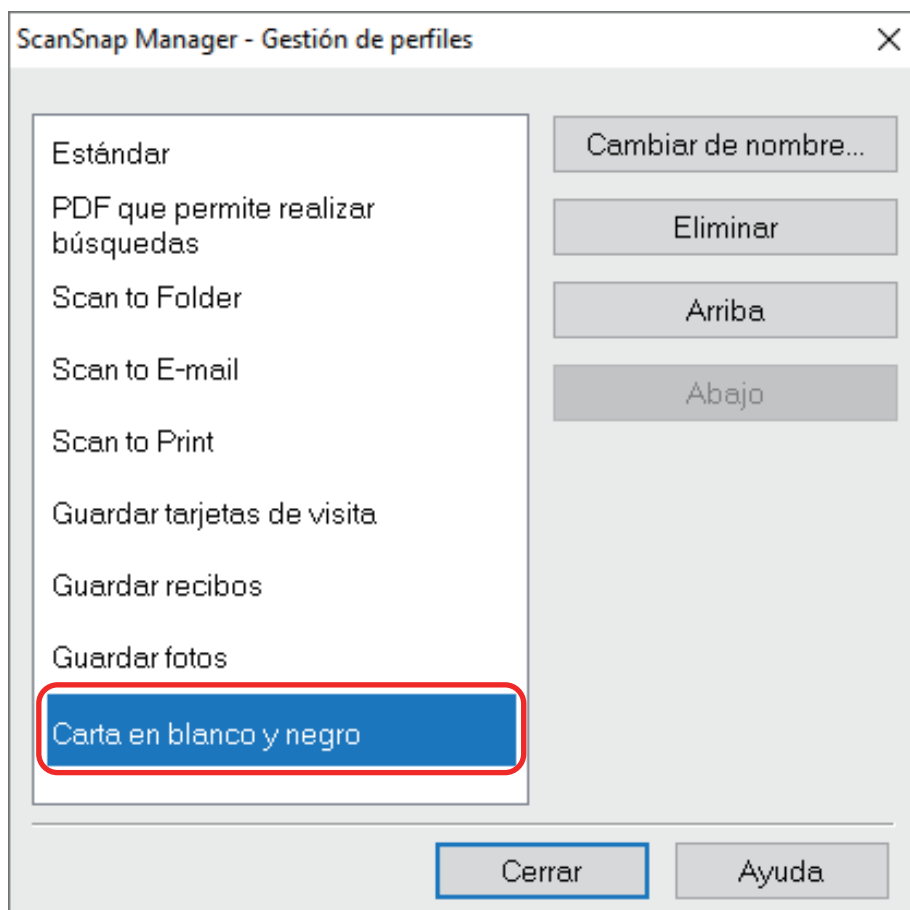 ScanSnap Manager - Gestión de perfiles
Estándar
PDF que permite realizar
búsquedas
Scan to Folder
Scan to E-mail
Scan to Print
Guardar tarjetas de visita
Guardar recibos
Guardar fotos
Carta en blanco y negro
Cambiar de nombre...
Eliminar
Arriba
Abajo
Cerrar
Ayuda